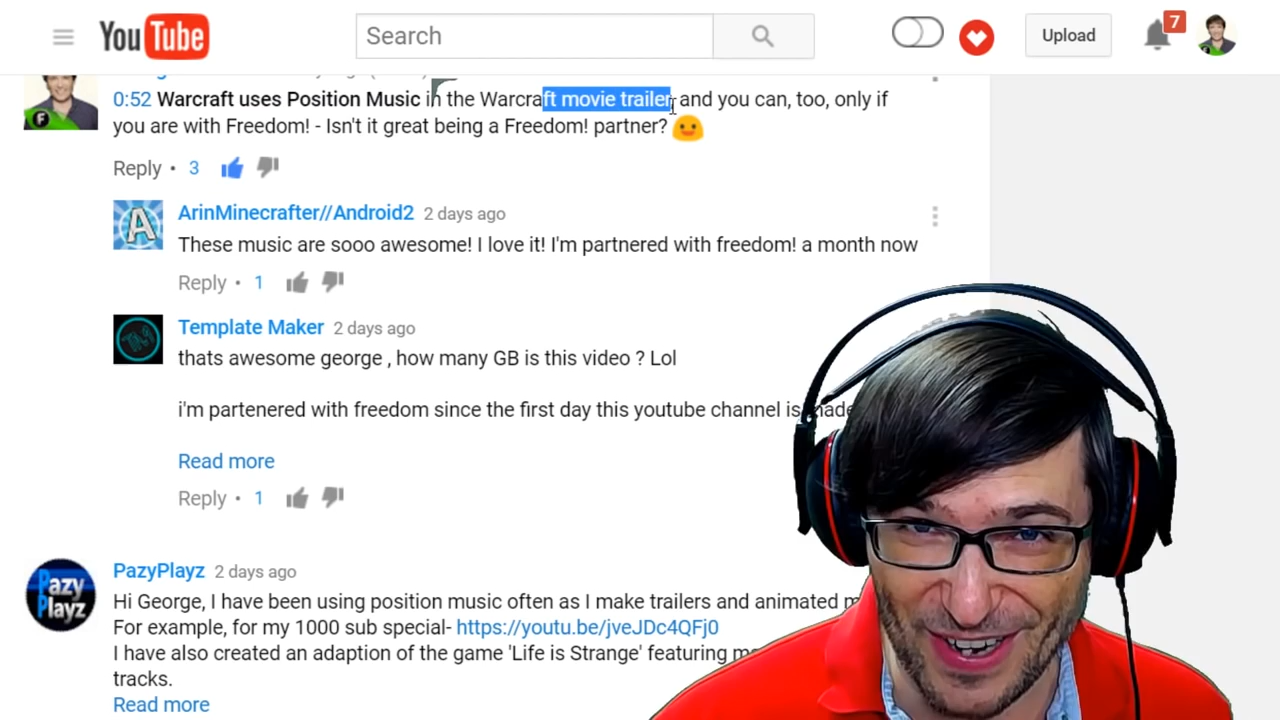 YouTube
Search
Upload
7
0:52 Warcraft uses Position Music in the Warcraft movie trailer and you can, too, only if
you are with Freedom! - Isn't it great being a Freedom! partner?
F
Reply • 3
A
ArinMinecrafter//Android2 2 days ago
These music are sooo awesome! I love it! I'm partnered with freedom! a month now
Reply • 1
Template Maker 2 days ago
thats awesome george , how many GB is this video ? Lol
i'm partenered with freedom since the first day this youtube channel is
Read more
Reply • 1
PazyPlayz 2 days ago
Pazy
Playz
Hi George, I have been using position music often as I make trailers and animated
For example, for my 1000 sub special- https://youtu.be/jveJDc4QFj0
I have also created an adaption of the game 'Life is Strange' featuring
tracks.
Read more